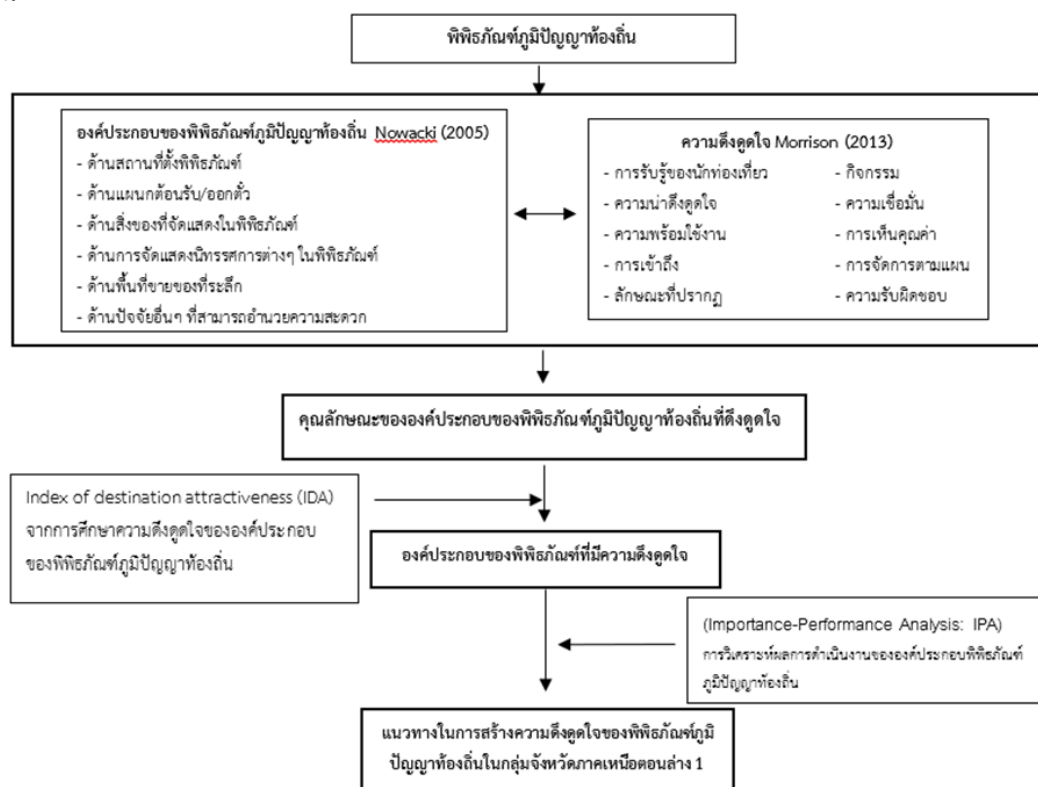 พิพิธภัณฑ์ภูมิปัญญาท้องถิ่น
องค์ประกอบของพิพิธภัณฑ์ภูมิปัญญาท้องถิ่น Nowacki (2005)
- ด้านสถานที่ตั้งพิพิธภัณฑ์
- ด้านแผนกต้อนรับ/ออกตั๋ว
- ด้านสิ่งของที่จัดแสดงในพิพิธภัณฑ์
- ด้านการจัดแสดงนิทรรศการต่างๆ ในพิพิธภัณฑ์
- ด้านพื้นที่ขายของที่ระลึก
- ด้านปัจจัยอื่นๆ ที่สามารถอำนวยความสะดวก
ความดึงดูดใจ Morrison (2013)
- การรับรู้ของนักท่องเที่ยว
- ความน่าดึงดูดใจ
- ความพร้อมใช้งาน
- การเข้าถึง
- ลักษณะที่ปรากฏ
- กิจกรรม
- ความเชื่อมั่น
- การเห็นคุณค่า
- การจัดการตามแผน
- ความรับผิดชอบ
คุณลักษณะขององค์ประกอบของพิพิธภัณฑ์ภูมิปัญญาท้องถิ่นที่ดึงดูดใจ
Index of destination attractiveness (IDA)
จากการศึกษาความดึงดูดใจขององค์ประกอบ
ของพิพิธภัณฑ์ภูมิปัญญาท้องถิ่น
องค์ประกอบของพิพิธภัณฑ์ที่มีความดึงดูดใจ
(Importance-Performance Analysis: IPA)
การวิเคราะห์ผลการดำเนินงานขององค์ประกอบพิพิธภัณฑ์
ภูมิปัญญาท้องถิ่น
แนวทางในการสร้างความดึงดูดใจของพิพิธภัณฑ์ภูมิ
ปัญญาท้องถิ่นในกลุ่มจังหวัดภาคเหนือตอนล่าง 1